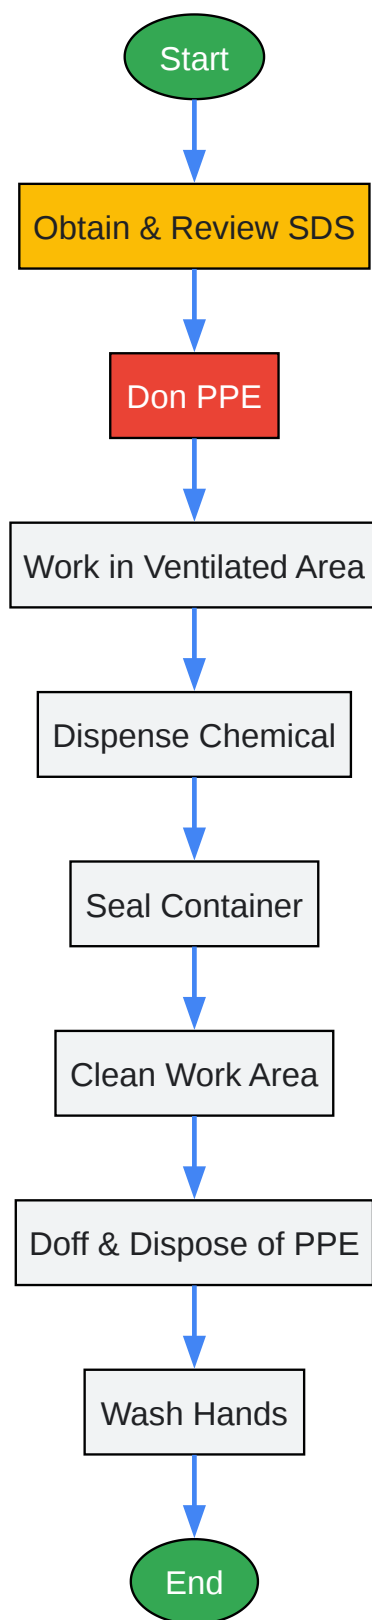 Start
Obtain & Review SDS
Don PPE
Work in Ventilated Area
Dispense Chemical
Seal Container
Clean Work Area
Doff & Dispose of PPE
Wash Hands
End